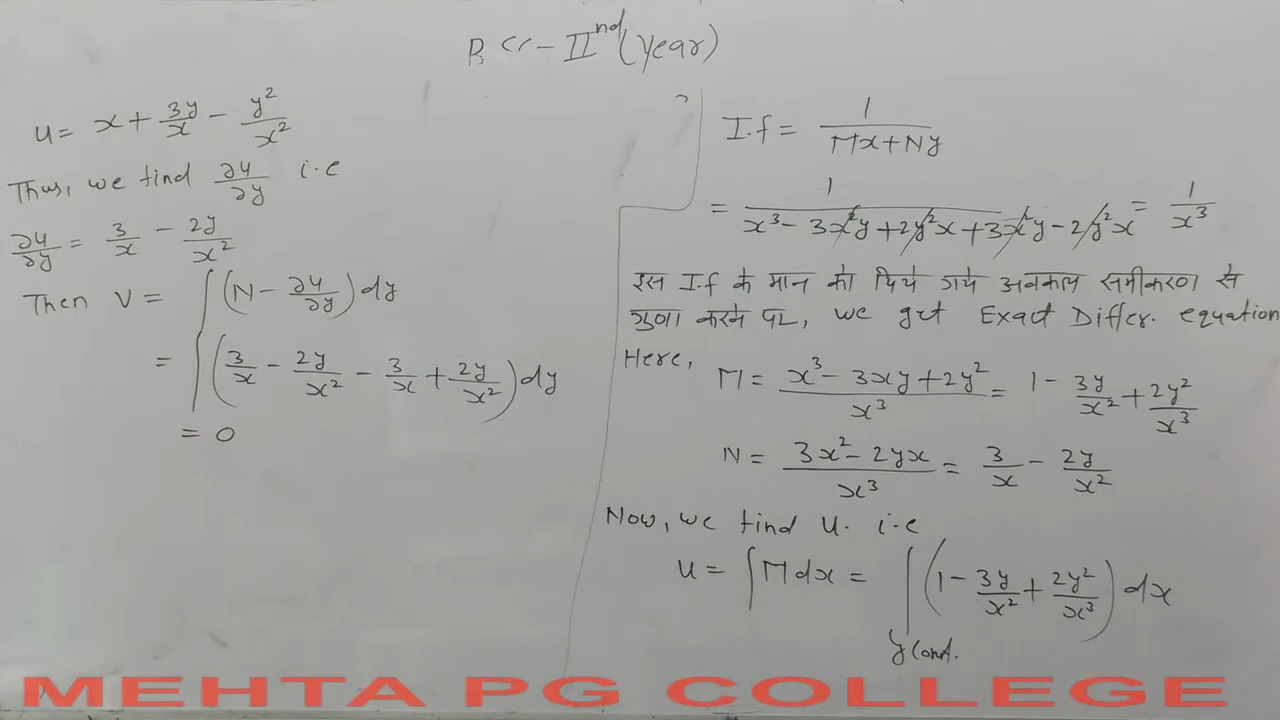 B - IInd (Year)
I.f = 1/(Mx+Ny)
= 1/(x³ - 3x²y + 2y²x + 3x²y - 2y²x) = 1/x³
इस I.f के मान को दिये गये अवकल समीकरण से
गुणा करने पर, we get Exact Differ. equation
Here,
M = (x³ - 3xy + 2y²)/x³ = 1 - 3y/x² + 2y²/x³
N = (3x² - 2yx)/x³ = 3/x - 2y/x²
Now, we find u. i.e
u = ∫Mdx = ∫(1 - 3y/x² + 2y²/x³) dx
y Const.
u = x + 3y/x - y²/x²
Thus, we find ∂u/∂y i.e
∂u/∂y = 3/x - 2y/x²
Then V = ∫(N - ∂u/∂y) dy
= ∫(3/x - 2y/x² - 3/x + 2y/x²) dy
= 0
MEHTA PG COLLEGE